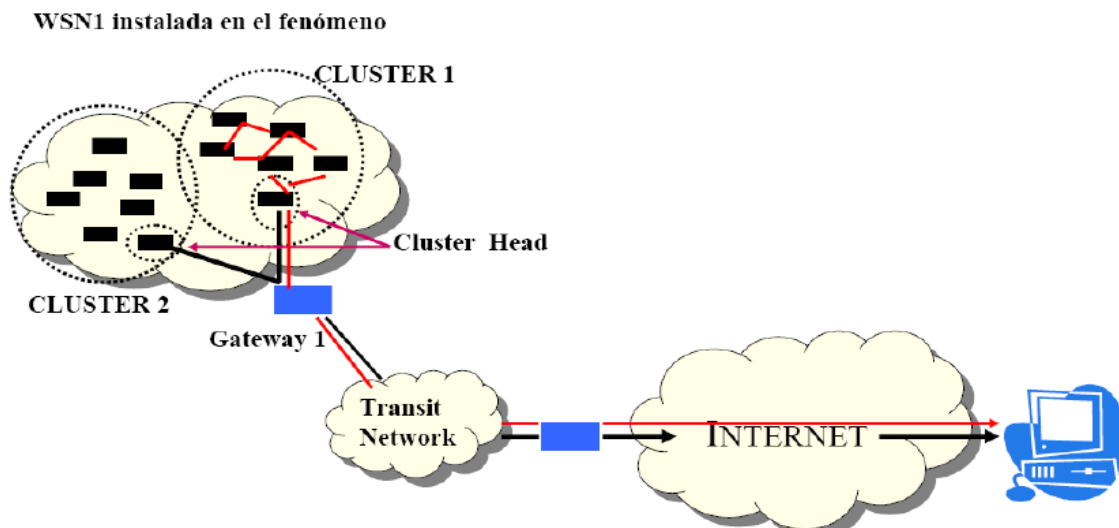 WSN1 instalada en el fenómeno
CLUSTER 1
Cluster Head
CLUSTER 2
Gateway 1
Transit
Network
INTERNET